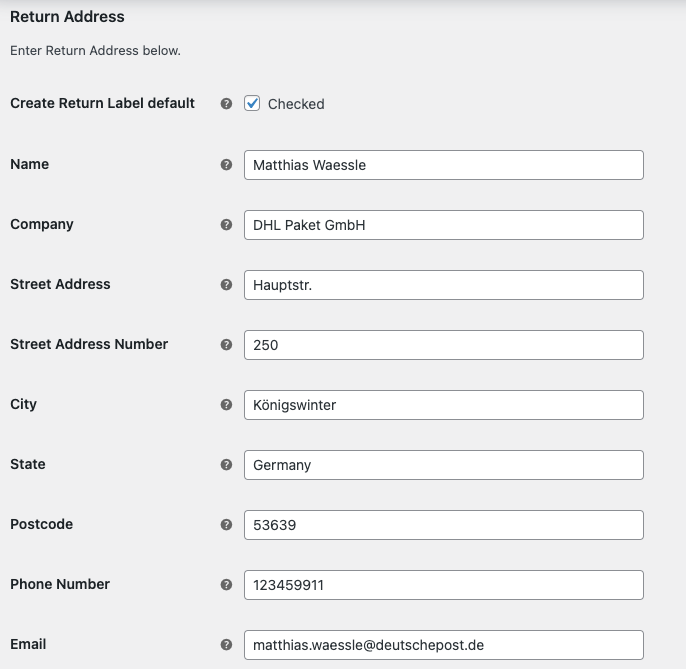 Return Address
Enter Return Address below.
Create Return Label default ? Checked
Name ? Matthias Waessle
Company ? DHL Paket GmbH
Street Address ? Hauptstr.
Street Address Number ? 250
City ? Königswinter
State ? Germany
Postcode ? 53639
Phone Number ? 123459911
Email ? matthias.waessle@deutschepost.de